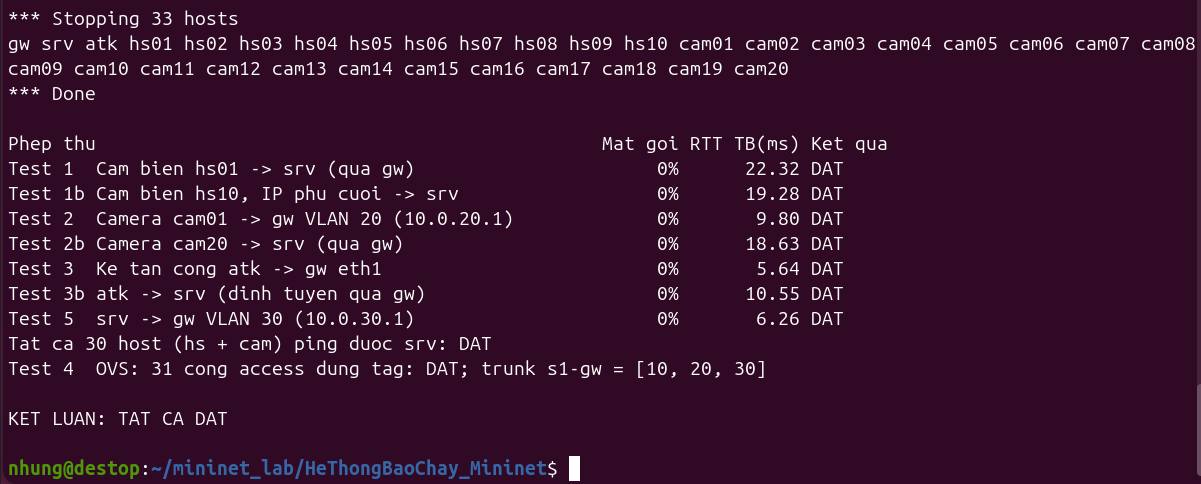 *** Stopping 33 hosts
gw srv atk hs01 hs02 hs03 hs04 hs05 hs06 hs07 hs08 hs09 hs10 cam01 cam02 cam03 cam04 cam05 cam06 cam07 cam08
cam09 cam10 cam11 cam12 cam13 cam14 cam15 cam16 cam17 cam18 cam19 cam20
*** Done
Phep thu Mat goi RTT TB(ms) Ket qua
Test 1 Cam bien hs01 -> srv (qua gw) 0% 22.32 DAT
Test 1b Cam bien hs10, IP phu cuoi -> srv 0% 19.28 DAT
Test 2 Camera cam01 -> gw VLAN 20 (10.0.20.1) 0% 9.80 DAT
Test 2b Camera cam20 -> srv (qua gw) 0% 18.63 DAT
Test 3 Ke tan cong atk -> gw eth1 0% 5.64 DAT
Test 3b atk -> srv (dinh tuyen qua gw) 0% 10.55 DAT
Test 5 srv -> gw VLAN 30 (10.0.30.1) 0% 6.26 DAT
Tat ca 30 host (hs + cam) ping duoc srv: DAT
Test 4 OVS: 31 cong access dung tag: DAT; trunk s1-gw = [10, 20, 30]
KET LUAN: TAT CA DAT
nhung@destop:~/mininet_lab/HeThongBaoChay_Mininet$